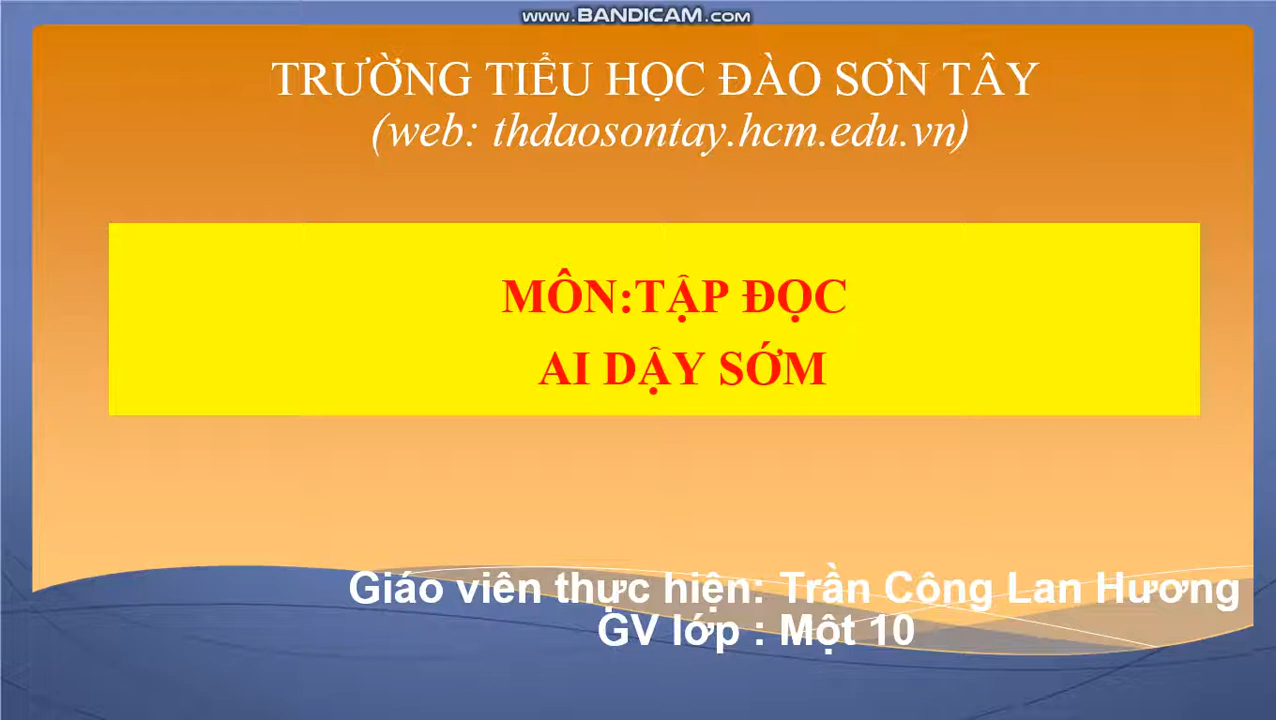 www.BANDICAM.com
TRƯỜNG TIỂU HỌC ĐÀO SƠN TÂY
(web: thdaosontay.hcm.edu.vn)
MÔN:TẬP ĐỌC
AI DẬY SỚM
Giáo viên thực hiện: Trần Công Lan Hương
GV lớp : Một 10